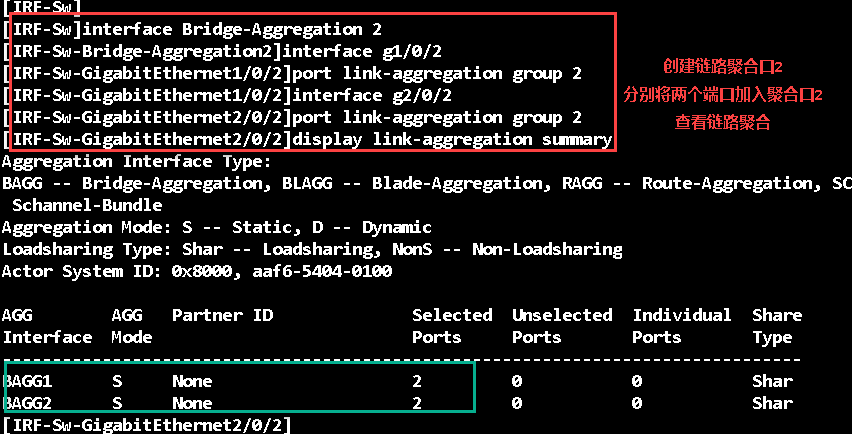 [IRF-Sw]
[IRF-Sw]interface Bridge-Aggregation 2
[IRF-Sw-Bridge-Aggregation2]interface g1/0/2
[IRF-Sw-GigabitEthernet1/0/2]port link-aggregation group 2
[IRF-Sw-GigabitEthernet1/0/2]interface g2/0/2
[IRF-Sw-GigabitEthernet2/0/2]port link-aggregation group 2
[IRF-Sw-GigabitEthernet2/0/2]display link-aggregation summary
创建链路聚合口2
分别将两个端口加入聚合口2
查看链路聚合
Aggregation Interface Type:
BAGG -- Bridge-Aggregation, BLAGG -- Blade-Aggregation, RAGG -- Route-Aggregation, SC
Schannel-Bundle
Aggregation Mode: S -- Static, D -- Dynamic
Loadsharing Type: Shar -- Loadsharing, NonS -- Non-Loadsharing
Actor System ID: 0x8000, aaf6-5404-0100
AGG AGG Partner ID Selected Unselected Individual Share
Interface Mode Ports Ports Ports Type
--------------------------------------------------------------------------------
BAGG1 S None 2 0 0 Shar
BAGG2 S None 2 0 0 Shar
[IRF-Sw-GigabitEthernet2/0/2]